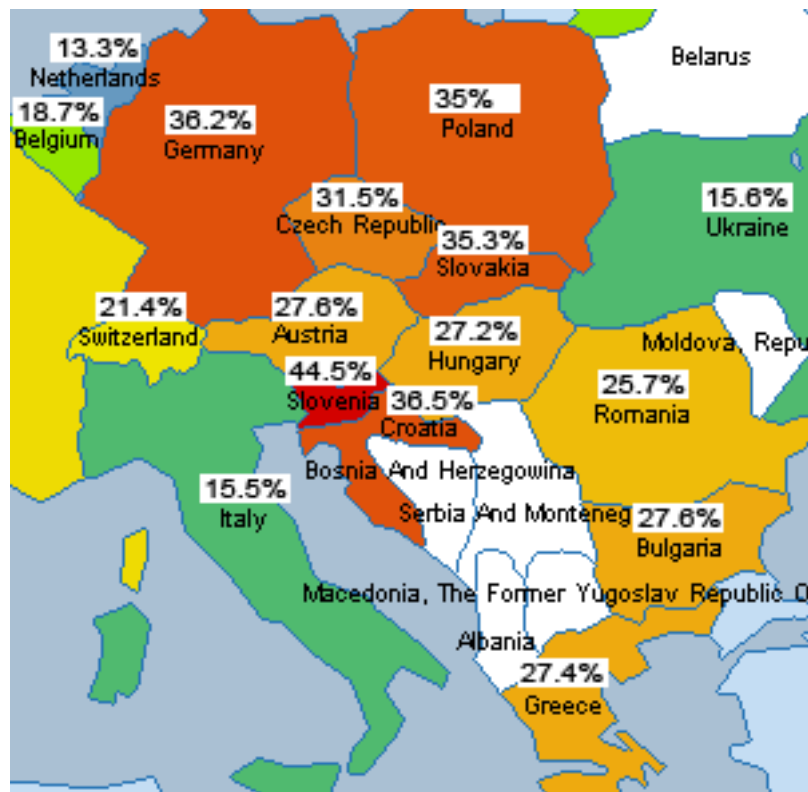 13.3%
Netherlands
Belarus
18.7%
Belgium
36.2%
Germany
35%
Poland
31.5%
Czech Republic
15.6%
Ukraine
35.3%
Slovakia
21.4%
Switzerland
27.6%
Austria
27.2%
Hungary
Moldova, Repu
44.5%
Slovenia
36.5%
Croatia
25.7%
Romania
Bosnia And Herzegowina
15.5%
Italy
Serbia And Monteneg
27.6%
Bulgaria
Macedonia, The Former Yugoslav Republic O
Albania
27.4%
Greece